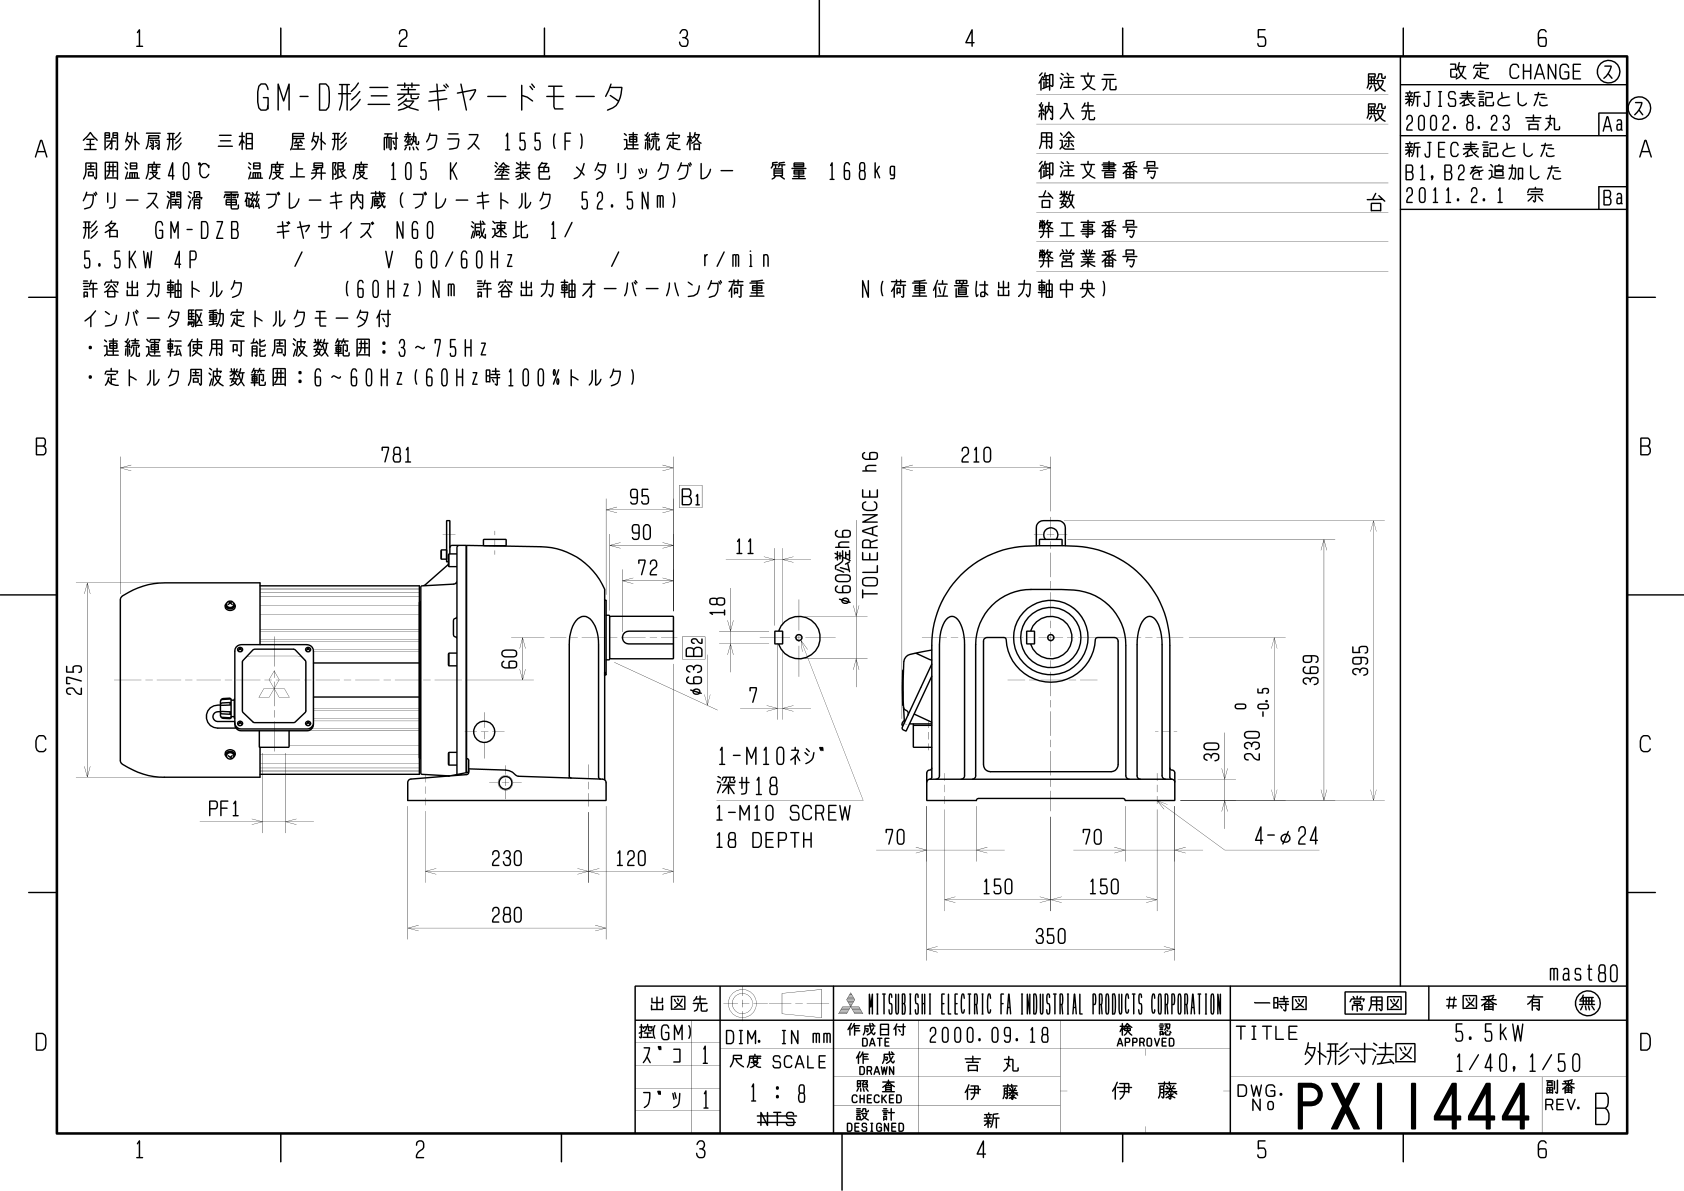 1 2 3 4 5 6
GM-D形三菱ギヤードモータ
全閉外扇形 三相 屋外形 耐熱クラス 155(F) 連続定格
周囲温度40℃ 温度上昇限度 105 K 塗装色 メタリックグレー 質量 168kg
グリース潤滑 電磁ブレーキ内蔵(ブレーキトルク 52.5Nm)
形名 GM-DZB ギヤサイズ N60 減速比 1/
5.5KW 4P / V 60/60Hz / r/min
許容出力軸トルク (60Hz)Nm 許容出力軸オーバーハング荷重 N(荷重位置は出力軸中央)
インバータ駆動定トルクモータ付
・連続運転使用可能周波数範囲：3~75Hz
・定トルク周波数範囲：6~60Hz(60Hz時100%トルク)
御注文元 殿
納入先 殿
用途
御注文書番号
台数 台
弊工事番号
弊営業番号
改定 CHANGE ス
新JIS表記とした
2002.8.23 吉丸 Aa
新JEC表記とした
B1,B2を追加した
2011.2.1 宗 Ba
ス
A A
B B
C C
D D
781
95 B1
90
72
60
275
PF1
230 120
280
φ63 B2
11
18
7
φ60公差h6
TOLERANCE h6
1-M10ネジ
深サ18
1-M10 SCREW
18 DEPTH
210
369
395
230 0 -0.5
30
4-φ24
70 70
150 150
350
mast80
出図先
控(GM)
スﾞコ 1
フﾞツ 1
DIM. IN mm
尺度 SCALE
1 : 8
NTS
MITSUBISHI ELECTRIC FA INDUSTRIAL PRODUCTS CORPORATION
作成日付 DATE 2000.09.18
作成 DRAWN 吉丸
照査 CHECKED 伊藤
設計 DESIGNED 新
検認 APPROVED
伊藤
一時図 常用図 #図番 有 無
TITLE 外形寸法図
5.5kW
1/40,1/50
DWG. No PX11444
副番 REV. B
1 2 3 4 5 6